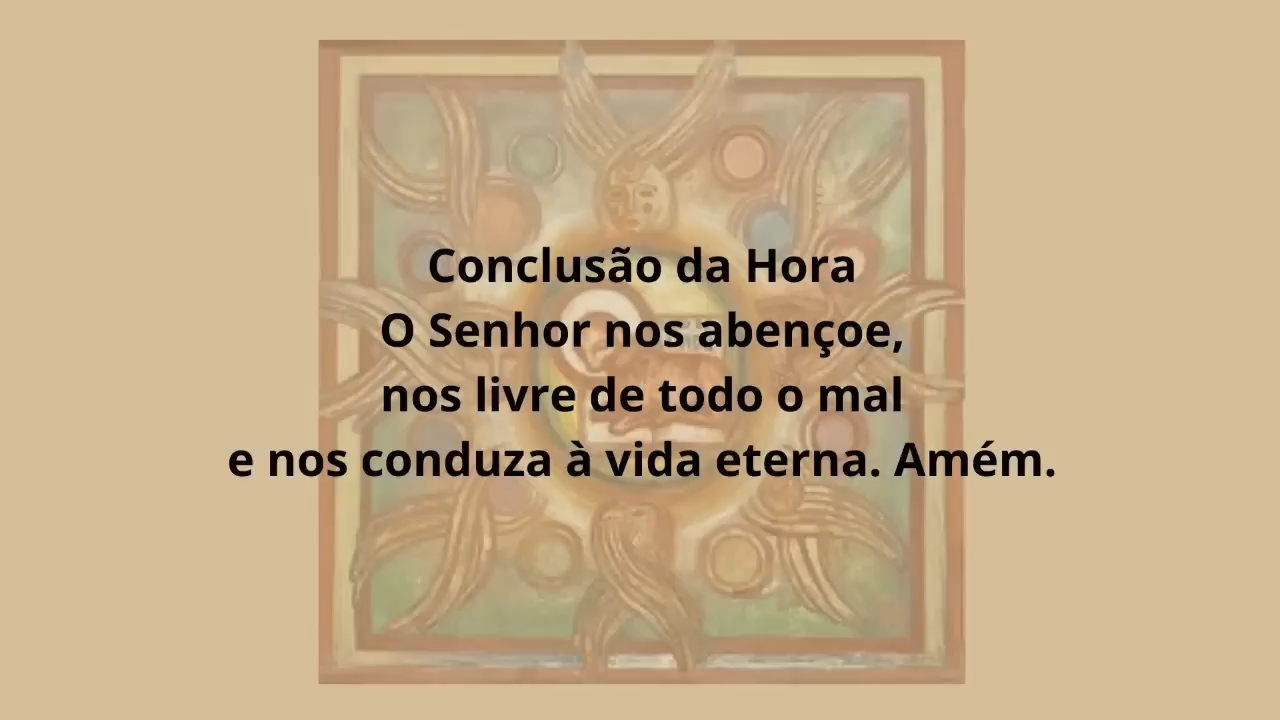 Conclusão da Hora
O Senhor nos abençoe,
nos livre de todo o mal
e nos conduza à vida eterna. Amém.